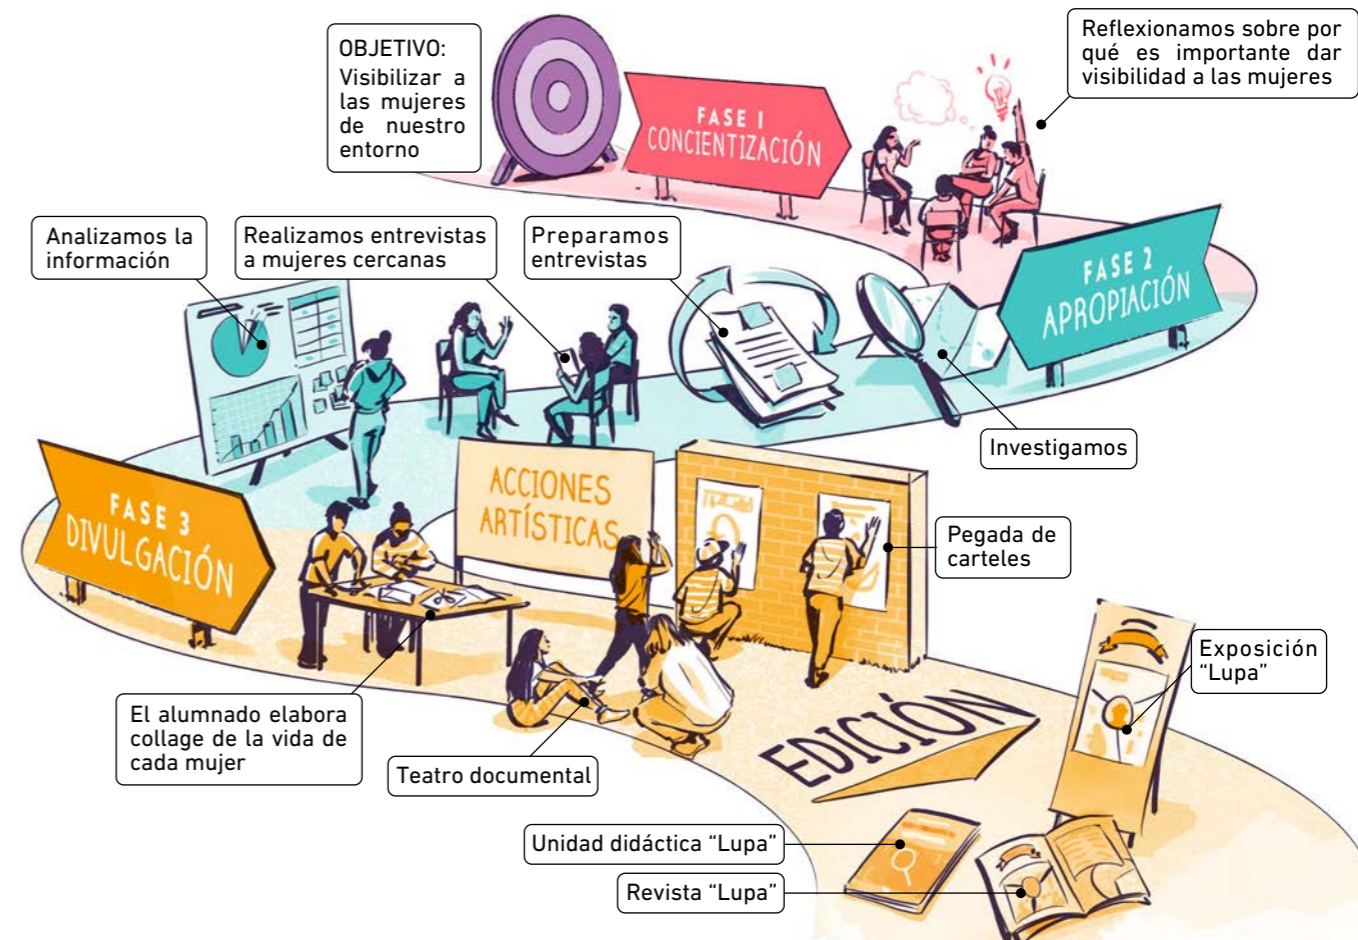 OBJETIVO:
Visibilizar a
las mujeres
de nuestro
entorno
FASE 1
CONCIENTIZACIÓN
Reflexionamos sobre por
qué es importante dar
visibilidad a las mujeres
FASE 2
APROPIACIÓN
Investigamos
Preparamos
entrevistas
Realizamos entrevistas
a mujeres cercanas
Analizamos la
información
FASE 3
DIVULGACIÓN
ACCIONES
ARTÍSTICAS
El alumnado elabora
collage de la vida de
cada mujer
Teatro documental
Pegada de
carteles
EDICIÓN
Exposición
“Lupa”
Unidad didáctica “Lupa”
Revista “Lupa”